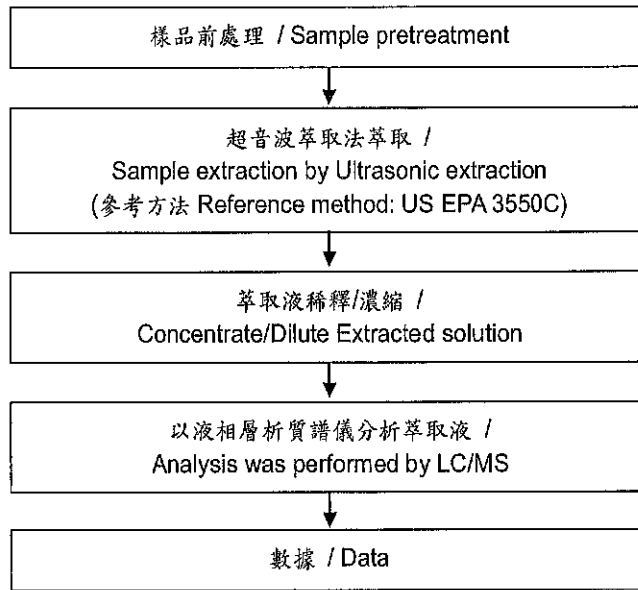 樣品前處理 / Sample pretreatment
超音波萃取法萃取 /
Sample extraction by Ultrasonic extraction
(參考方法 Reference method: US EPA 3550C)
萃取液稀釋/濃縮 /
Concentrate/Dilute Extracted solution
以液相層析質譜儀分析萃取液 /
Analysis was performed by LC/MS
數據 / Data